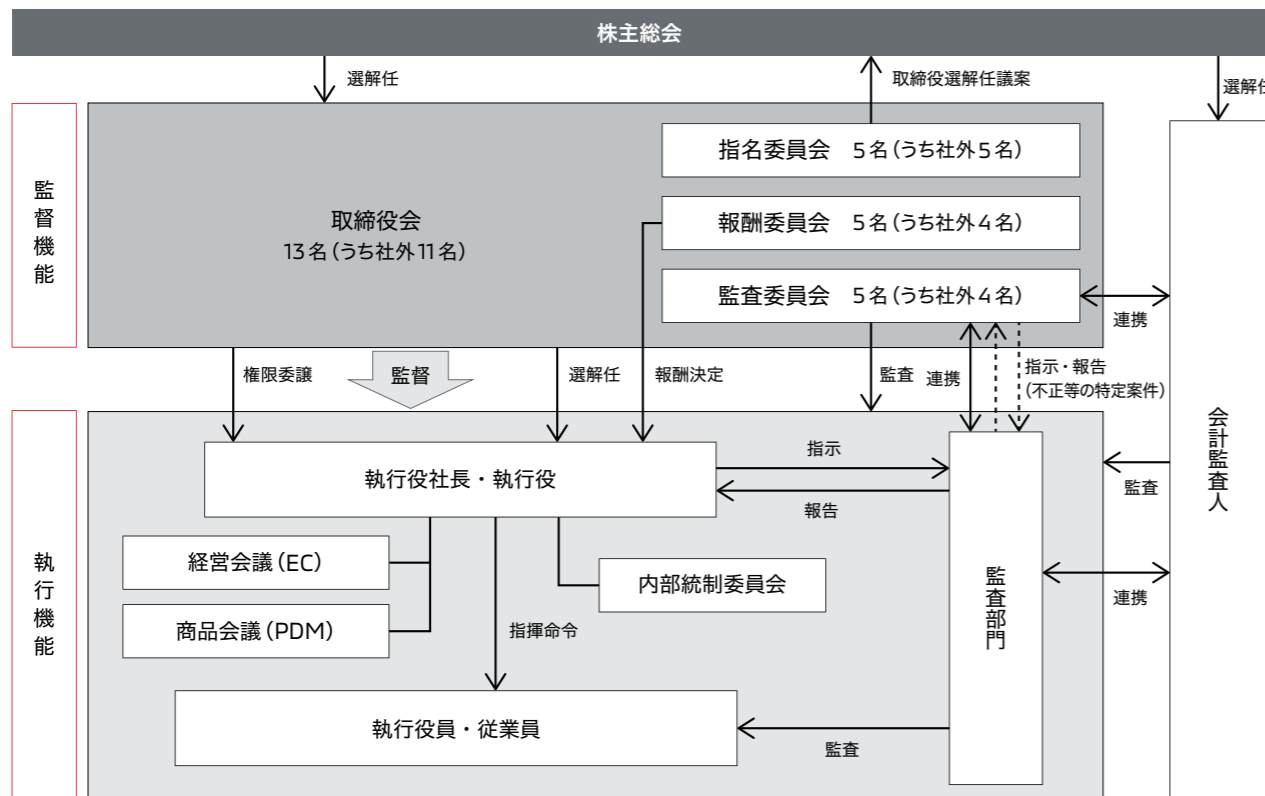 株主総会
選解任
取締役選解任議案
選解任
監督機能
取締役会
13名(うち社外11名)
指名委員会 5名(うち社外5名)
報酬委員会 5名(うち社外4名)
監査委員会 5名(うち社外4名)
連携
権限委譲
監督
選解任
報酬決定
監査
連携
指示・報告
(不正等の特定案件)
会計監査人
執行機能
執行役社長・執行役
指示
報告
監査
経営会議(EC)
商品会議(PDM)
内部統制委員会
指揮命令
監査部門
連携
執行役員・従業員
監査